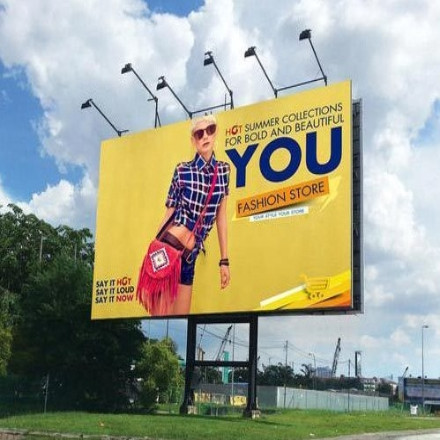 HOT SUMMER COLLECTIONS
FOR BOLD AND BEAUTIFUL
YOU
FASHION STORE
YOUR STYLE YOUR STORE
SAY IT HOT
SAY IT LOUD
SAY IT NOW !